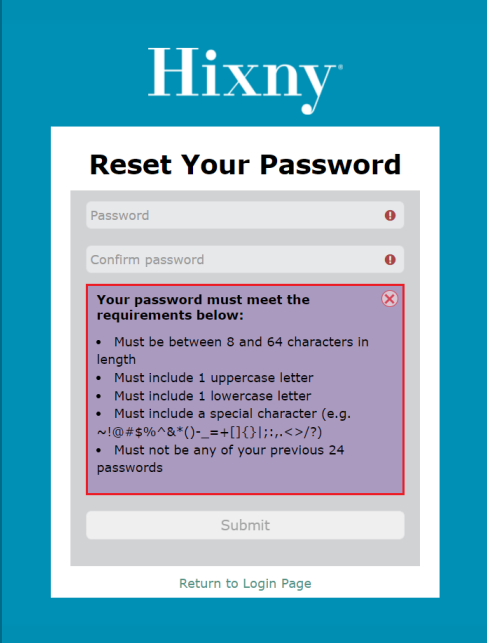 Hixny
Reset Your Password
Password
Confirm password
Your password must meet the
requirements below:
• Must be between 8 and 64 characters in
length
• Must include 1 uppercase letter
• Must include 1 lowercase letter
• Must include a special character (e.g.
~!@#$%^&*()-_=+[]{}|;:,.<>/?)
• Must not be any of your previous 24
passwords
Submit
Return to Login Page